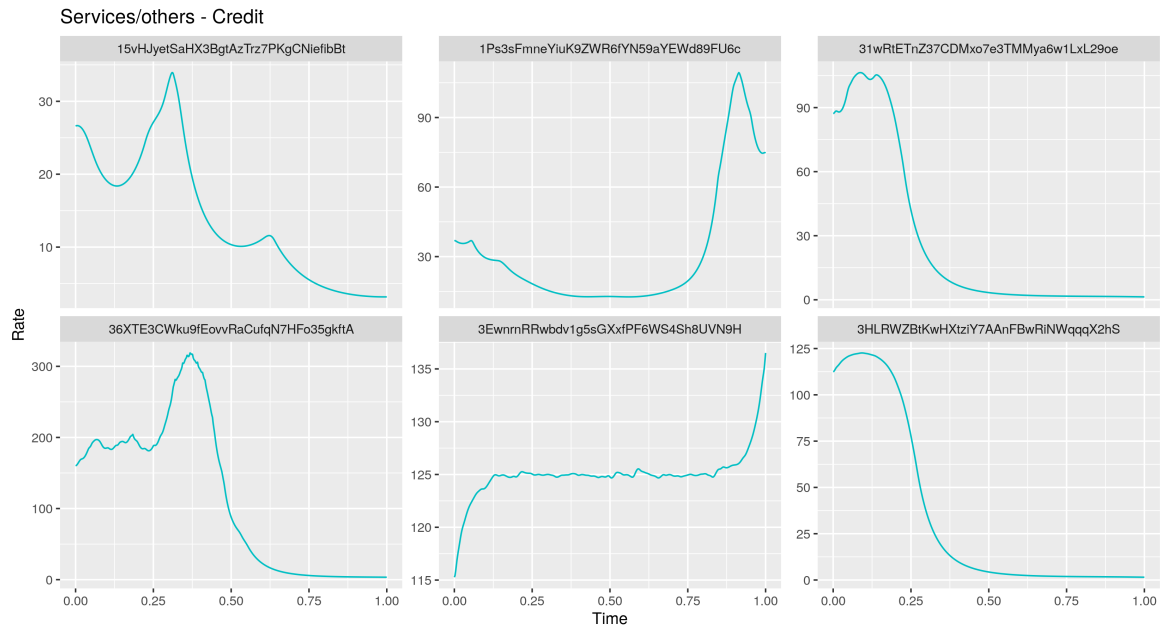 Services/others - Credit
15vHJyetSaHX3BgtAzTrz7PKgCNiefibBt
1Ps3sFmneYiuK9ZWR6fYN59aYEWd89FU6c
31wRtETnZ37CDMxo7e3TMMya6w1LxL29oe
30
20
10
90
60
30
90
60
30
0
Rate
36XTE3CWku9fEovvRaCufqN7HFo35gkftA
3EwnrnRRwbdv1g5sGXxfPF6WS4Sh8UVN9H
3HLRWZBtKwHXtziY7AAnFBwRiNWqqqX2hS
300
200
100
0
135
130
125
120
115
125
100
75
50
25
0
0.00 0.25 0.50 0.75 1.00
0.00 0.25 0.50 0.75 1.00
0.00 0.25 0.50 0.75 1.00
Time